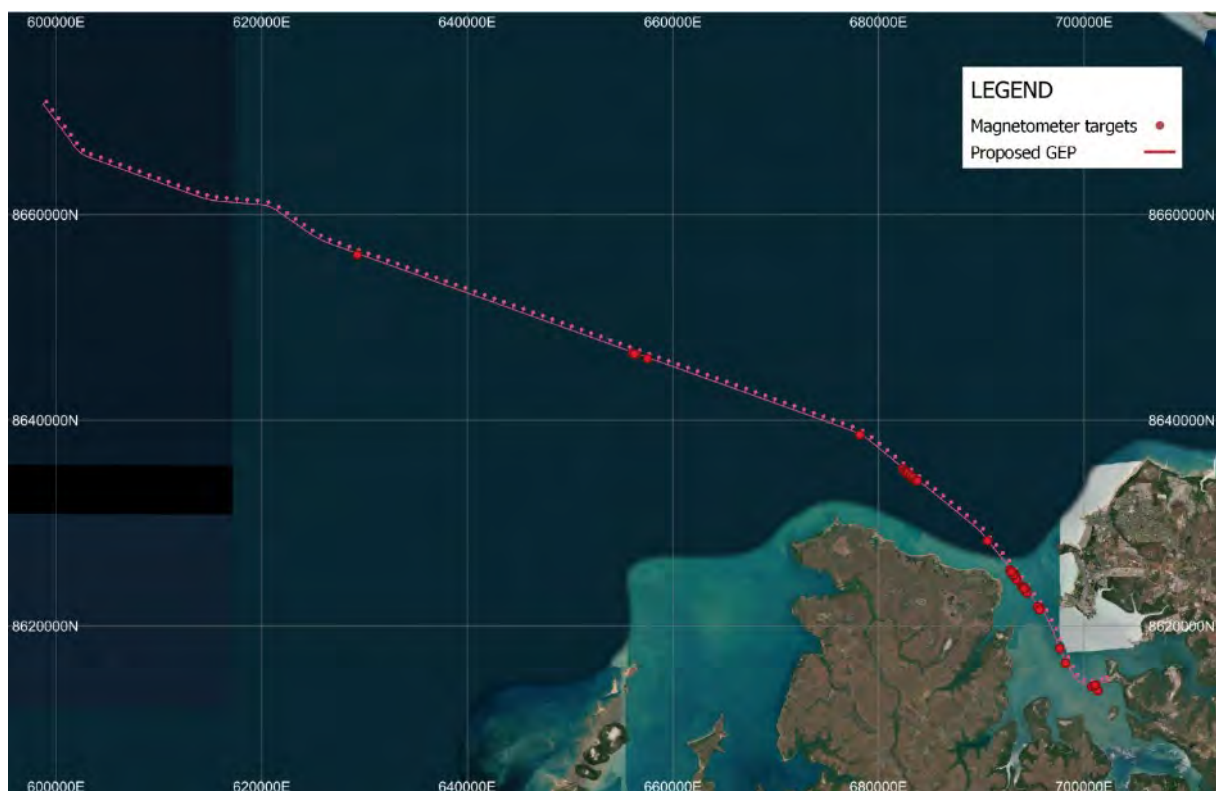 600000E 620000E 640000E 660000E 680000E 700000E
LEGEND
Magnetometer targets
Proposed GEP
8660000N 8660000N
8640000N 8640000N
8620000N 8620000N
600000E 620000E 640000E 660000E 680000E 700000E